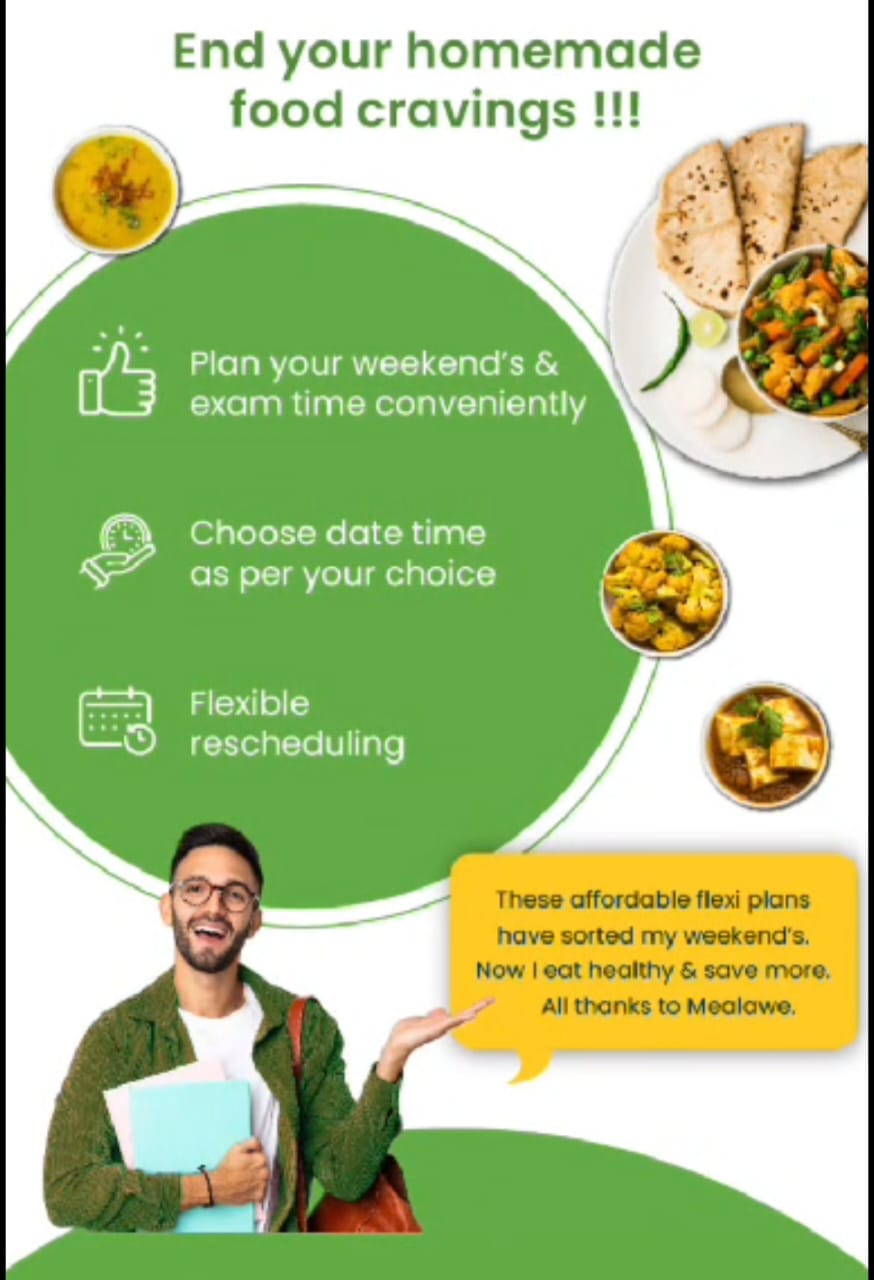 End your homemade
food cravings !!!
Plan your weekend's &
exam time conveniently
Choose date time
as per your choice
Flexible
rescheduling
These affordable flexi plans
have sorted my weekend's.
Now I eat healthy & save more.
All thanks to Mealawe.